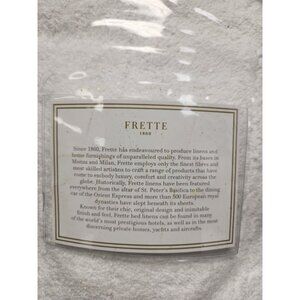 FRETTE
1860
Since 1860, Frette has endeavoured to produce linens and
home furnishings of unparalleled quality. From its bases in
Monza and Milan, Frette employs only the finest fibres and
most skilled artisans to craft a range of products that have
come to embody luxury, comfort and creativity across the
globe. Historically, Frette linens have been featured
everywhere from the altar of St. Peter's Basilica to the dining
car of the Orient Express and more than 500 European royal
dynasties have slept beneath its sheets.
Known for their chic, original design and inimitable
finish and feel, Frette bed linens can be found in many
of the world's most prestigious hotels, as well as in the most
discerning private homes, yachts and aircrafts.